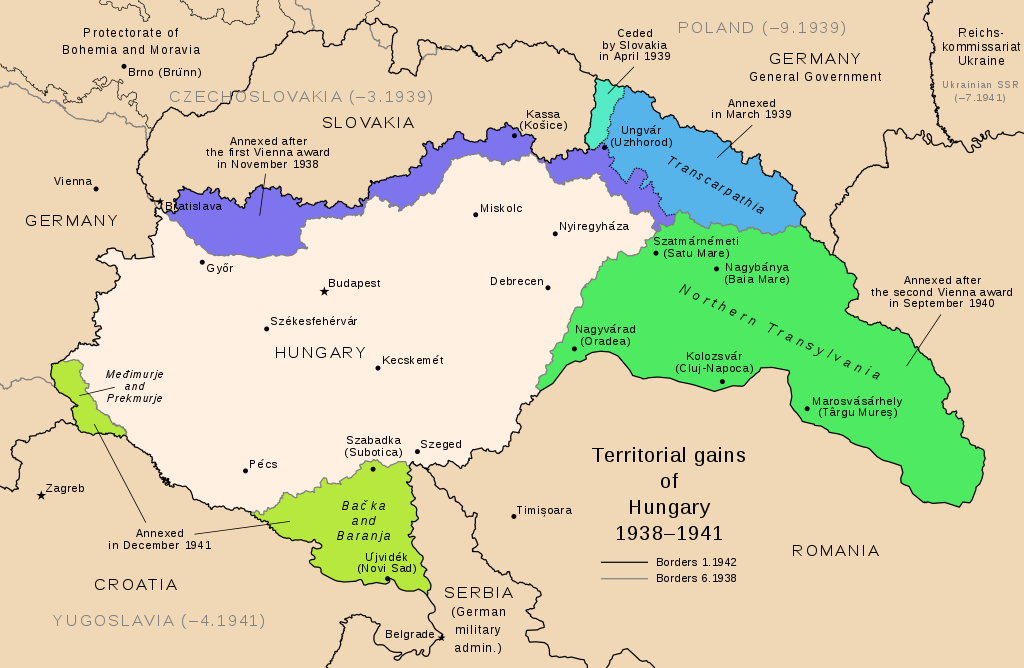 POLAND (–9.1939)
Protectorate of
Bohemia and Moravia
Brno (Brünn)
Ceded
by Slovakia
in April 1939
GERMANY
General Government
Reichs-
kommissariat
Ukraine
Ukrainian SSR
(–7.1941)
CZECHOSLOVAKIA (–3.1939)
SLOVAKIA
Kassa
(Košice)
Annexed
in March 1939
Ungvár
(Uzhhorod)
Annexed after
the first Vienna award
in November 1938
Transcarpathia
Vienna
Bratislava
GERMANY
Miskolc
Nyiregyháza
Győr
Szatmárnémeti
(Satu Mare)
Nagybánya
(Baia Mare)
Budapest
Debrecen
Annexed after
the second Vienna award
in September 1940
Northern Transylvania
Székesfehérvár
HUNGARY
Kecskemét
Nagyvárad
(Oradea)
Kolozsvár
(Cluj-Napoca)
Međimurje
and
Prekmurje
Marosvásárhely
(Târgu Mureș)
Szabadka
(Subotica)
Szeged
Pécs
Zagreb
Territorial gains
of
Hungary
1938–1941
Bačka
and
Baranja
Timișoara
Annexed
in December 1941
Újvidék
(Novi Sad)
Borders 1.1942
Borders 6.1938
ROMANIA
CROATIA
YUGOSLAVIA (–4.1941)
SERBIA
(German
military
admin.)
Belgrade